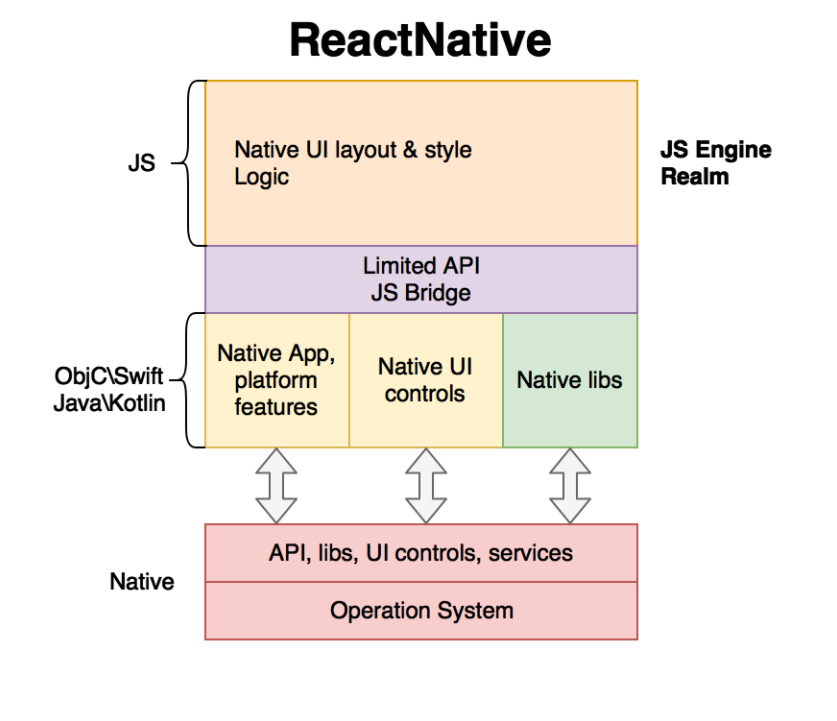 ReactNative
JS
Native UI layout & style
Logic
JS Engine
Realm
Limited API
JS Bridge
ObjC\Swift
Java\Kotlin
Native App,
platform
features
Native UI
controls
Native libs
Native
API, libs, UI controls, services
Operation System